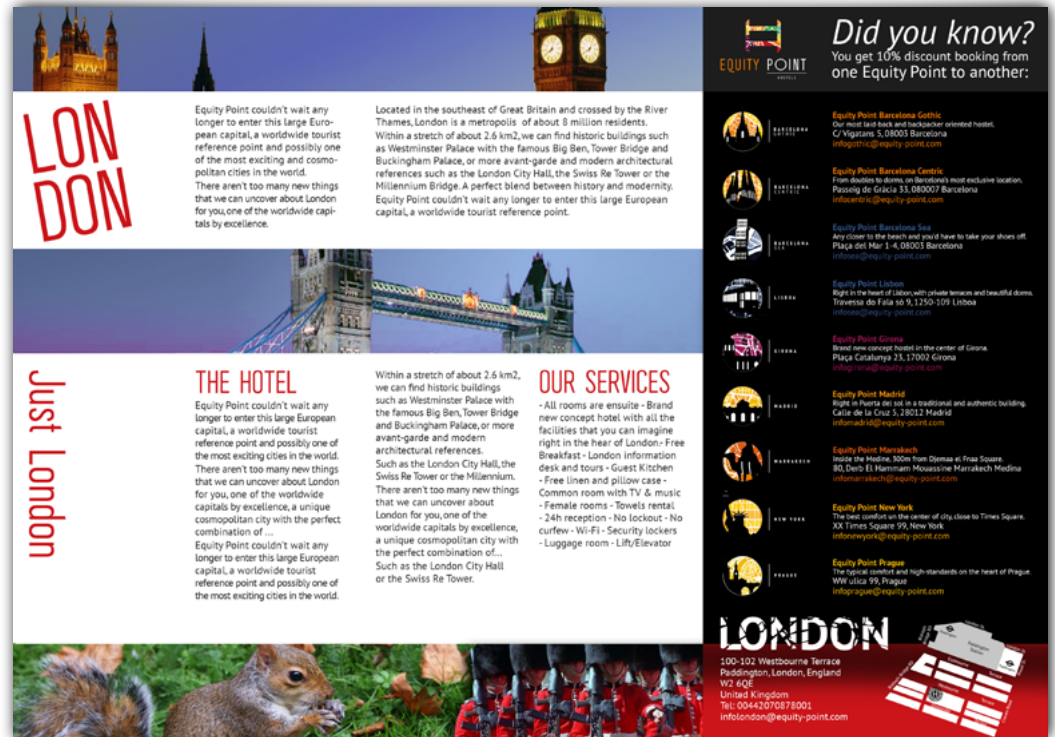 LON
DON
Equity Point couldn't wait any
longer to enter this large Euro-
pean capital, a worldwide tourist
reference point and possibly one
of the most exciting and cosmo-
politan cities in the world.
There aren't too many new things
that we can uncover about London
for you, one of the worldwide capi-
tals by excellence.
Located in the southeast of Great Britain and crossed by the River
Thames, London is a metropolis of about 8 million residents.
Within a stretch of about 2.6 km2, we can find historic buildings such
as Westminster Palace with the famous Big Ben, Tower Bridge and
Buckingham Palace, or more avant-garde and modern architectural
references such as the London City Hall, the Swiss Re Tower or the
Millennium Bridge. A perfect blend between history and modernity.
Equity Point couldn't wait any longer to enter this large European
capital, a worldwide tourist reference point.
Just London
THE HOTEL
Equity Point couldn't wait any
longer to enter this large European
capital, a worldwide tourist
reference point and possibly one of
the most exciting cities in the world.
There aren't too many new things
that we can uncover about London
for you, one of the worldwide
capitals by excellence, a unique
cosmopolitan city with the perfect
combination of ...
Equity Point couldn't wait any
longer to enter this large European
capital, a worldwide tourist
reference point and possibly one of
the most exciting cities in the world.
Within a stretch of about 2.6 km2,
we can find historic buildings
such as Westminster Palace with
the famous Big Ben, Tower Bridge
and Buckingham Palace, or more
avant-garde and modern
architectural references.
Such as the London City Hall, the
Swiss Re Tower or the Millennium.
There aren't too many new things
that we can uncover about
London for you, one of the
worldwide capitals by excellence,
a unique cosmopolitan city with
the perfect combination of...
Such as the London City Hall
or the Swiss Re Tower.
OUR SERVICES
- All rooms are ensuite - Brand
new concept hotel with all the
facilities that you can imagine
right in the hear of London.- Free
Breakfast - London information
desk and tours - Guest Kitchen
- Free linen and pillow case -
Common room with TV & music
- Female rooms - Towels rental
- 24h reception - No lockout - No
curfew - Wi-Fi - Security lockers
- Luggage room - Lift/Elevator
EQUITY POINT
HOSTELS
Did you know?
You get 10% discount booking from
one Equity Point to another:
BARCELONA
GOTHIC
Equity Point Barcelona Gothic
Our most laid-back and backpacker oriented hostel.
C/ Vigatans 5, 08003 Barcelona
infogothic@equity-point.com
BARCELONA
CENTRIC
Equity Point Barcelona Centric
From doubles to dorms, on Barcelona's most exclusive location.
Passeig de Gràcia 33, 080007 Barcelona
infocentric@equity-point.com
BARCELONA
SEA
Equity Point Barcelona Sea
Any closer to the beach and you'd have to take your shoes off.
Plaça del Mar 1-4, 08003 Barcelona
infosea@equity-point.com
LISBOA
Equity Point Lisbon
Right in the heart of Lisbon, with private terraces and beautiful dorms.
Travessa do Fala só 9, 1250-109 Lisboa
infosea@equity-point.com
GIRONA
Equity Point Girona
Brand new concept hostel in the center of Girona.
Plaça Catalunya 23, 17002 Girona
infogirona@equity-point.com
MADRID
Equity Point Madrid
Right in Puerta del sol in a traditional and authentic building.
Calle de la Cruz 5, 28012 Madrid
infomadrid@equity-point.com
MARRAKECH
Equity Point Marrakech
Inside the Medine, 300m from Djemaa el Fnaa Square.
80, Derb El Hammam Mouassine Marrakech Medina
infomarrakech@equity-point.com
NEW YORK
Equity Point New York
The best comfort un the center of city, close to Times Square.
XX Times Square 99, New York
infonewyork@equity-point.com
PRAGUE
Equity Point Prague
The typical comfort and high-standards on the heart of Prague.
WW ulica 99, Prague
infoprague@equity-point.com
LONDON
100-102 Westbourne Terrace
Paddington, London, England
W2 6QE
United Kingdom
Tel: 00442070878001
infolondon@equity-point.com
Paddington
Station